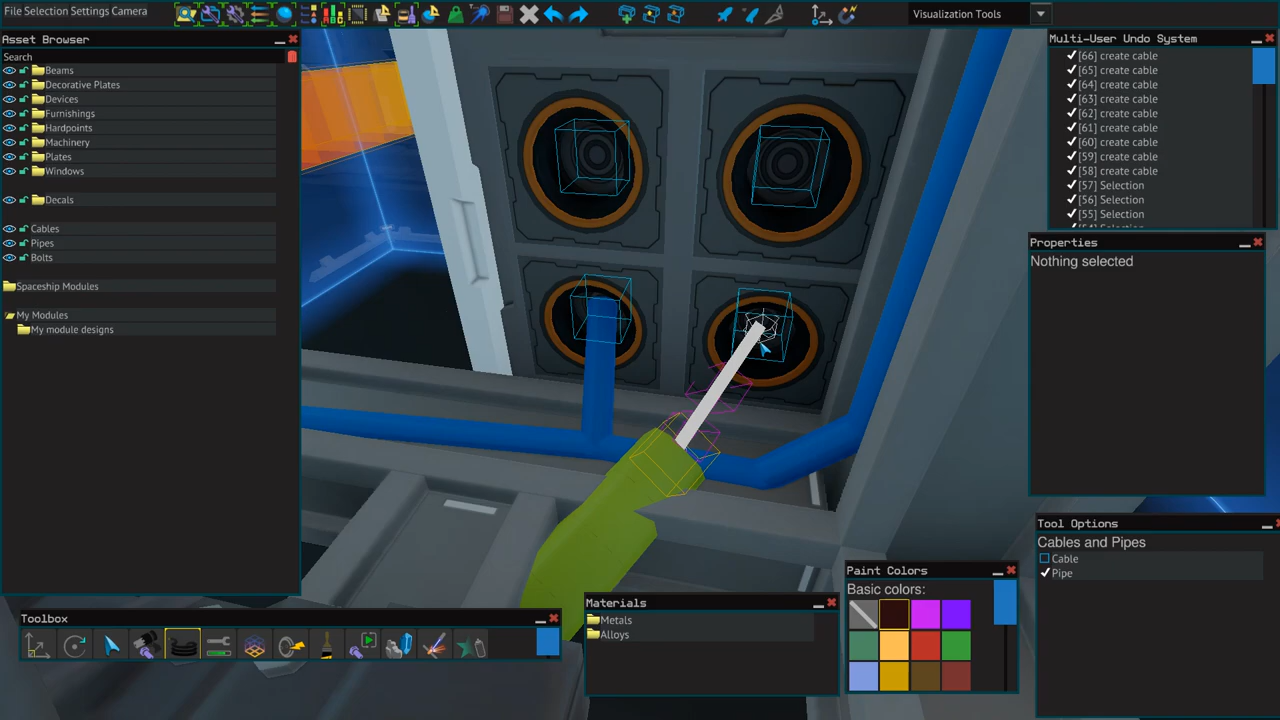 File Selection Settings Camera
Visualization Tools
Asset Browser
Search
Beams
Decorative Plates
Devices
Furnishings
Hardpoints
Machinery
Plates
Windows
Decals
Cables
Pipes
Bolts
Spaceship Modules
My Modules
My module designs
Multi-User Undo System
[66] create cable
[65] create cable
[64] create cable
[63] create cable
[62] create cable
[61] create cable
[60] create cable
[59] create cable
[58] create cable
[57] Selection
[56] Selection
[55] Selection
[54] Selection
Properties
Nothing selected
Tool Options
Cables and Pipes
Cable
Pipe
Paint Colors
Basic colors:
Materials
Metals
Alloys
Toolbox